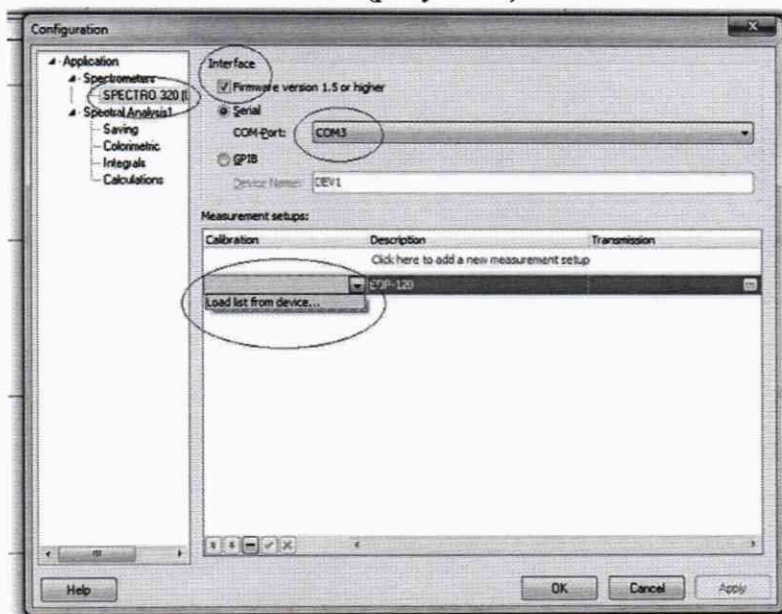 Configuration
Application
Spectrometers
SPECTRO 320 [
Spectral Analysis1
Saving
Colorimetric
Integrals
Calculations
Interface
Firmware version 1.5 or higher
Serial
COM-Port:
COM3
GPIB
Device Name:
DEV1
Measurement setups:
Calibration Description Transmission
Click here to add a new measurement setup
EOP-120
Load list from device...
Help
OK
Cancel
Apply